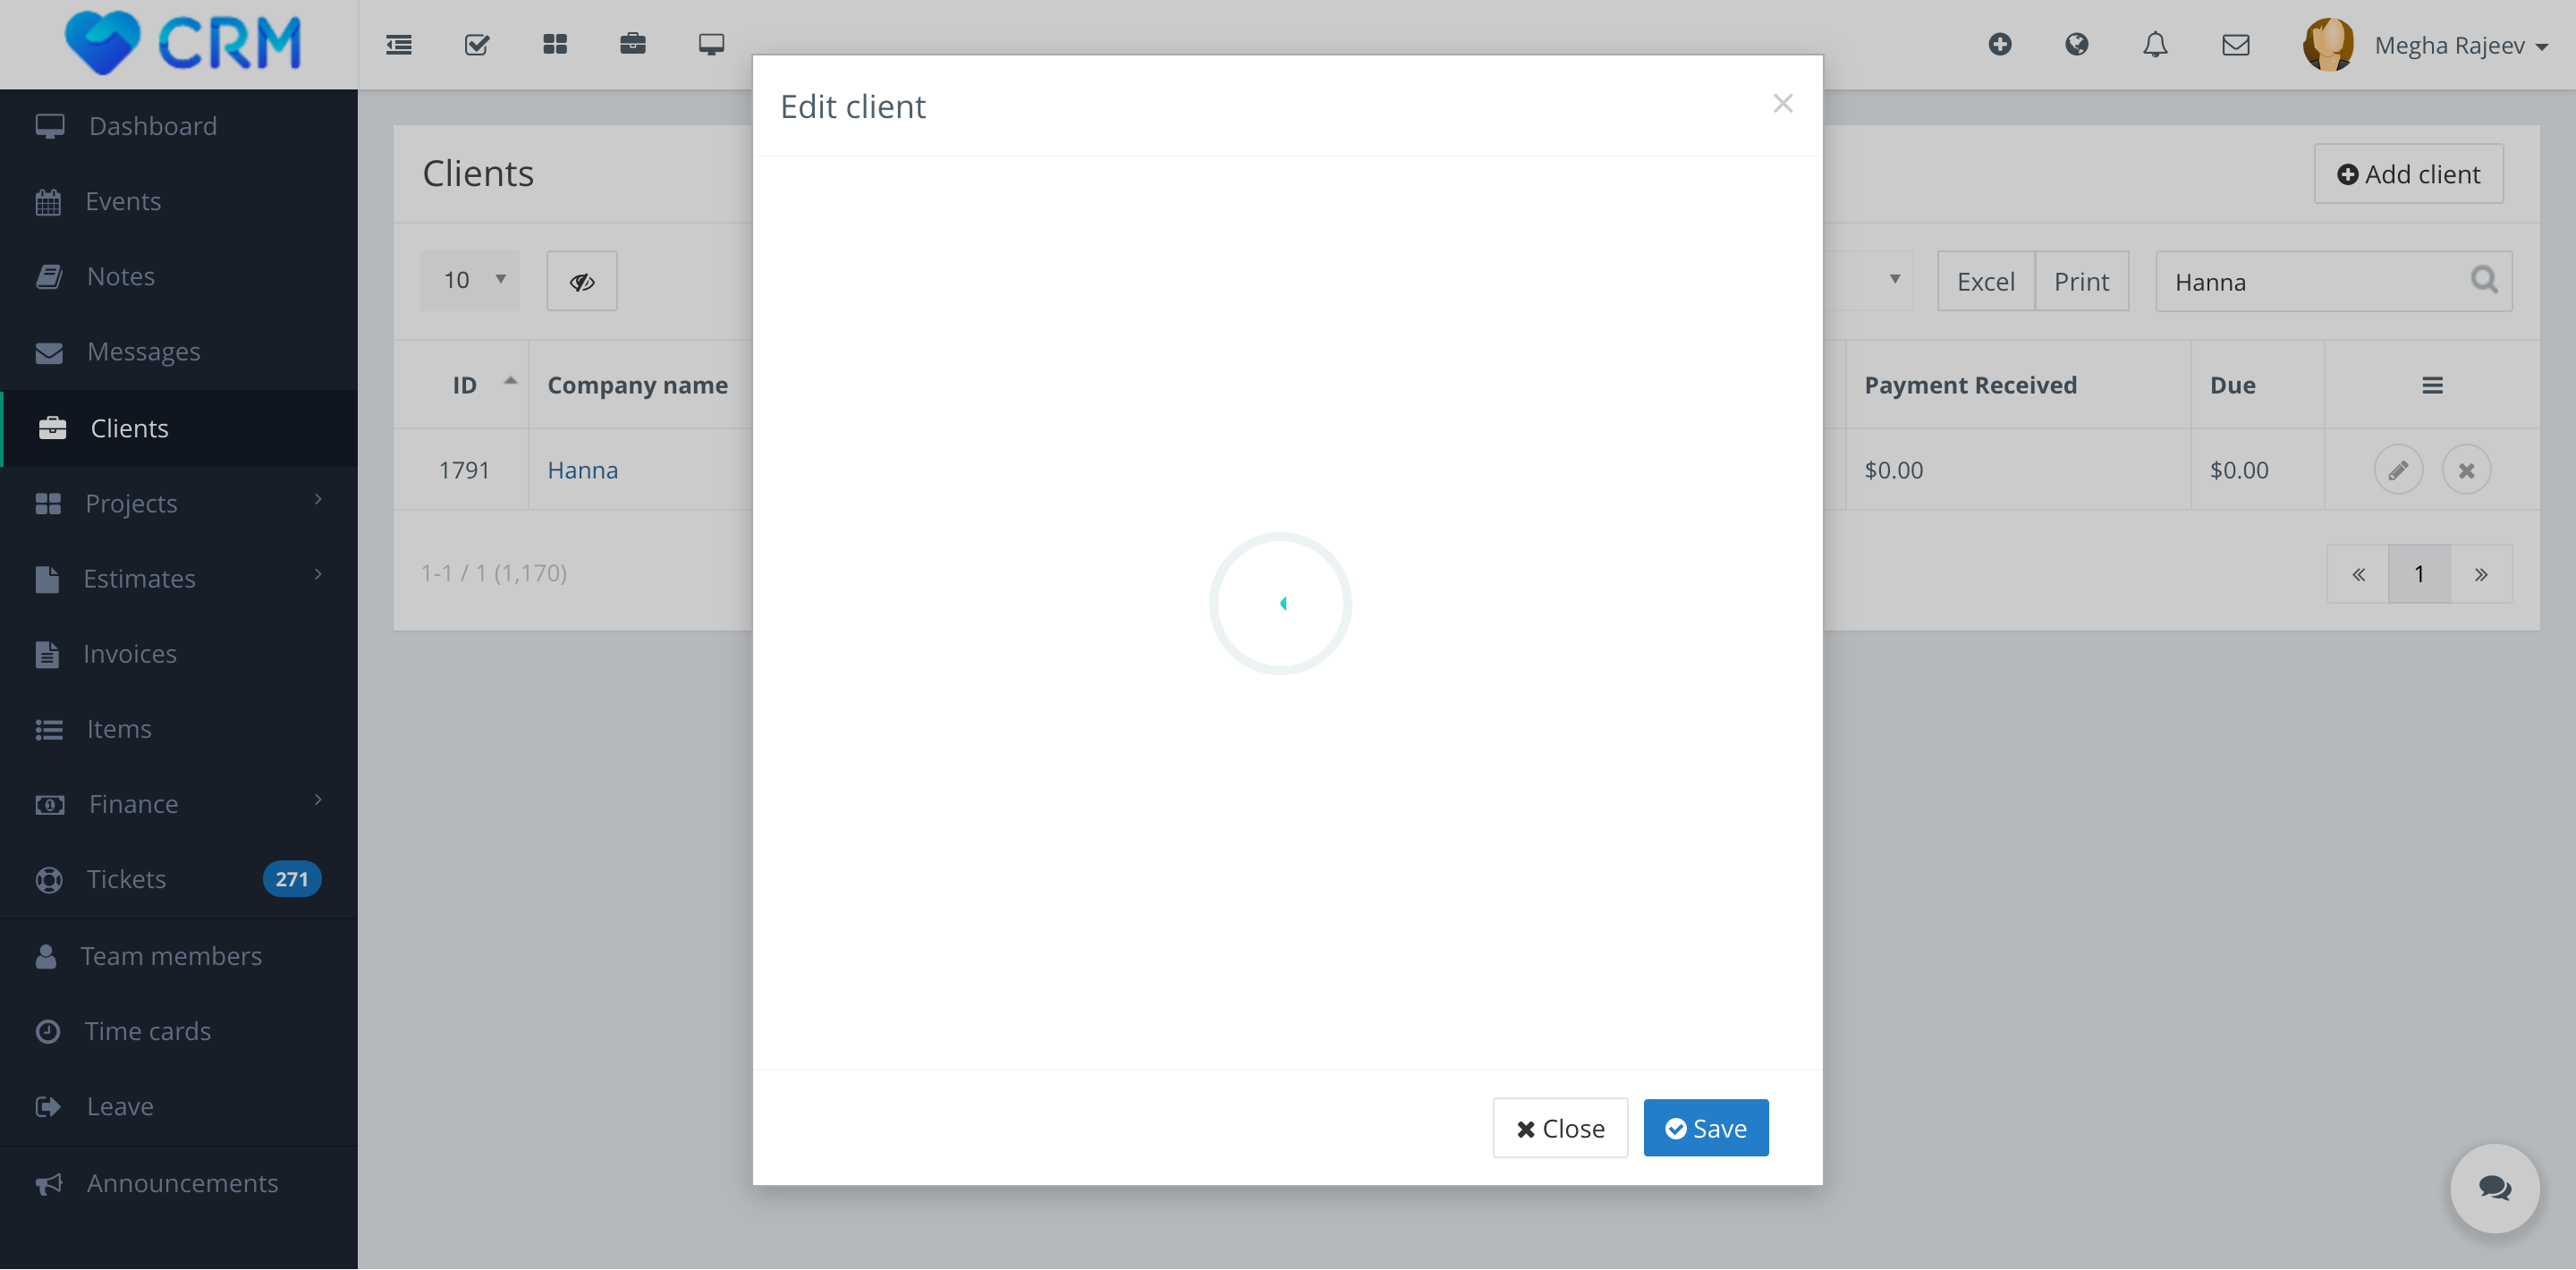 CRM
Megha Rajeev
Dashboard
Events
Notes
Messages
Clients
Projects
Estimates
Invoices
Items
Finance
Tickets 271
Team members
Time cards
Leave
Announcements
Clients
Add client
10
Excel Print Hanna
ID Company name Payment Received Due
1791 Hanna $0.00 $0.00
1-1 / 1 (1,170)
« 1 »
Edit client
Close Save